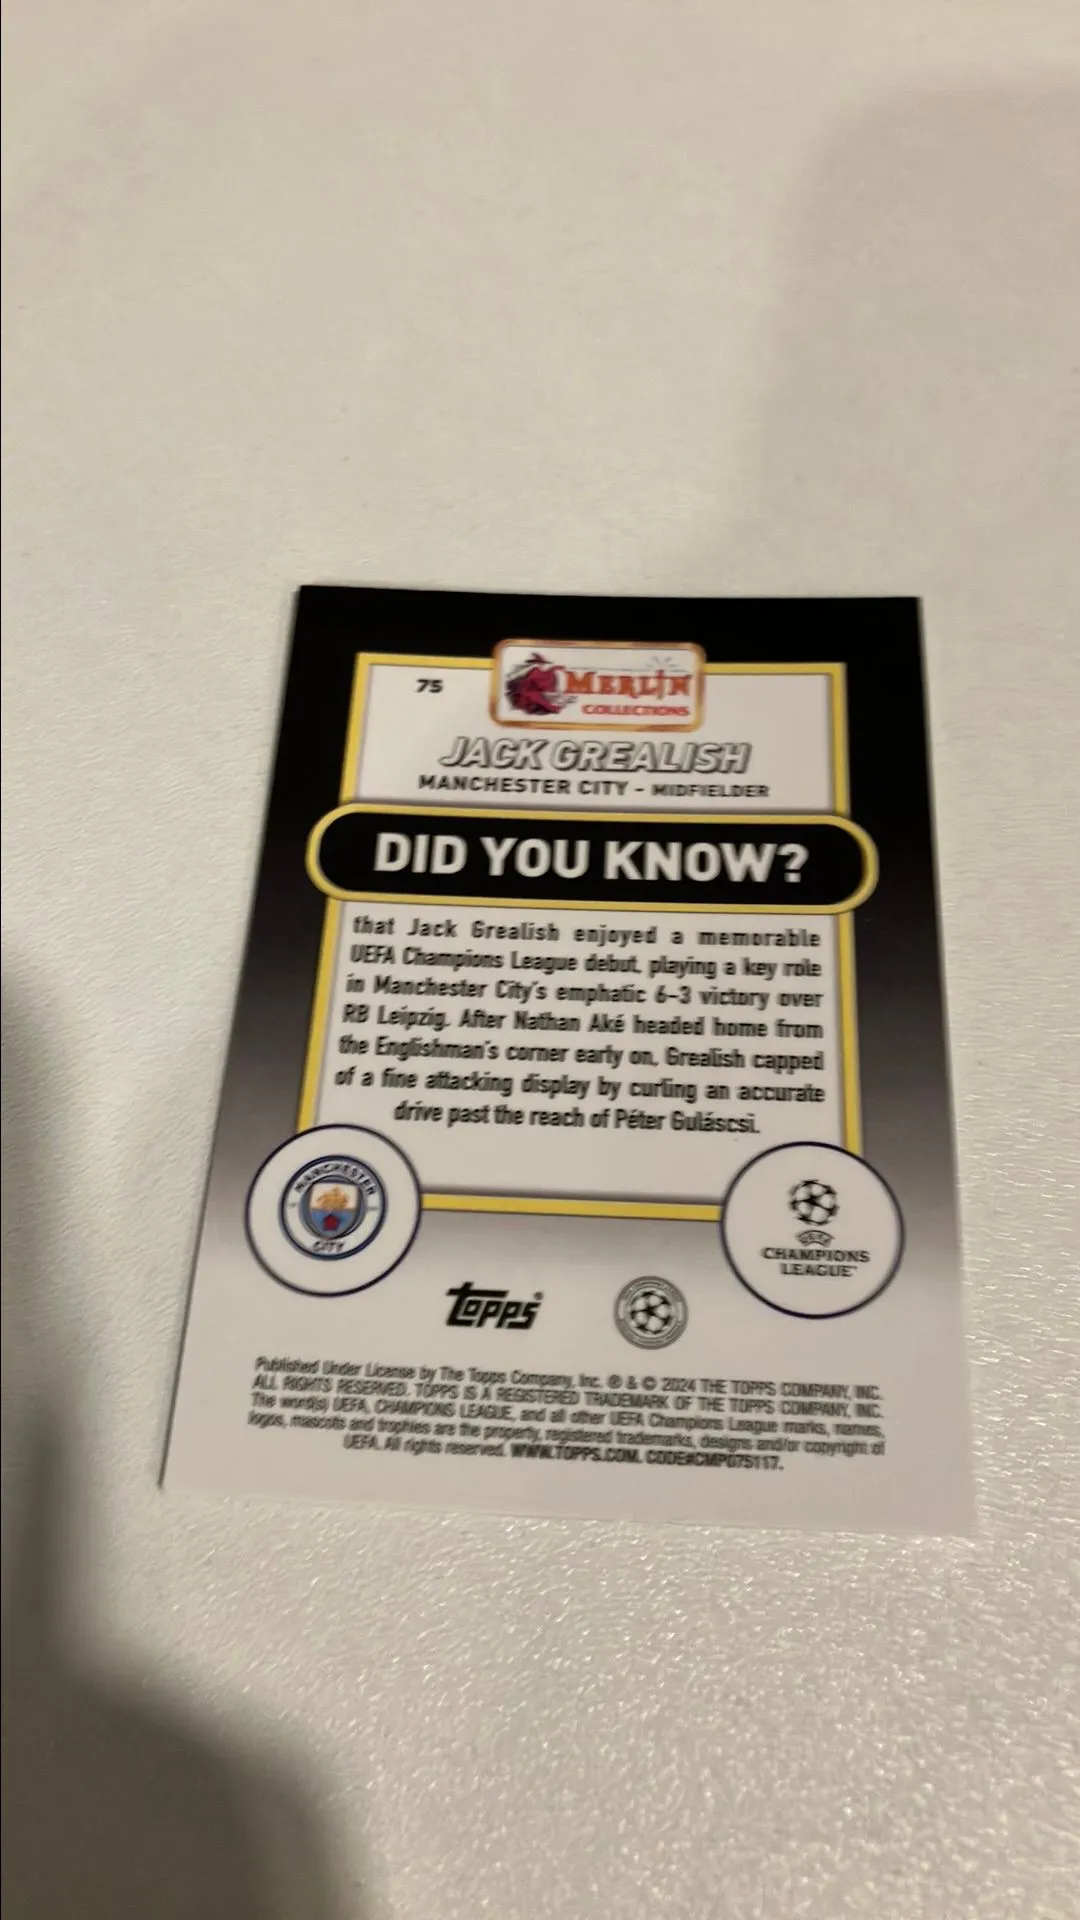 75
MERLIN
COLLECTIONS
JACK GREALISH
MANCHESTER CITY - MIDFIELDER
DID YOU KNOW?
that Jack Grealish enjoyed a memorable
UEFA Champions League debut, playing a key role
in Manchester City's emphatic 6-3 victory over
RB Leipzig. After Nathan Aké headed home from
the Englishman's corner early on, Grealish capped
of a fine attacking display by curling an accurate
drive past the reach of Péter Guláscsi.
MANCHESTER
CITY
UEFA
CHAMPIONS
LEAGUE
topps®
Published Under License by The Topps Company, Inc. ® & © 2024 THE TOPPS COMPANY, INC.
ALL RIGHTS RESERVED. TOPPS IS A REGISTERED TRADEMARK OF THE TOPPS COMPANY, INC.
The word(s) UEFA, CHAMPIONS LEAGUE, and all other UEFA Champions League marks, names,
logos, mascots and trophies are the property, registered trademarks, designs and/or copyright of
UEFA. All rights reserved. WWW.TOPPS.COM. CODE#CMP075117.